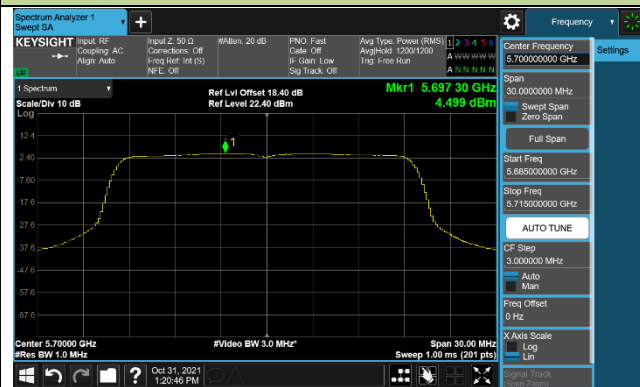 Spectrum Analyzer 1
Swept SA
Frequency
KEYSIGHT
Input: RF
Coupling: AC
Align: Auto
Input Z: 50 Ω
Corrections: Off
Freq Ref: Int (S)
NFE: Off
#Atten: 20 dB
PNO: Fast
Gate: Off
IF Gain: Low
Sig Track: Off
Avg Type: Power (RMS)
Avg|Hold: 1200/1200
Trig: Free Run
1 2 3 4 5 6
A W W W W W
A N N N N N
LM
1 Spectrum
Scale/Div 10 dB
Log
Ref Lvl Offset 18.40 dB
Ref Level 22.40 dBm
Mkr1 5.697 30 GHz
4.499 dBm
1
12.4
2.40
-7.60
-17.6
-27.6
-37.6
-47.6
-57.6
-67.6
Center 5.70000 GHz
#Res BW 1.0 MHz
#Video BW 3.0 MHz*
Span 30.00 MHz
Sweep 1.00 ms (201 pts)
Oct 31, 2021
1:20:46 PM
Center Frequency
5.700000000 GHz
Settings
Span
30.0000000 MHz
Swept Span
Zero Span
Full Span
Start Freq
5.685000000 GHz
Stop Freq
5.715000000 GHz
AUTO TUNE
CF Step
3.000000 MHz
Auto
Man
Freq Offset
0 Hz
X Axis Scale
Log
Lin
Signal Track
(Span Zoom)